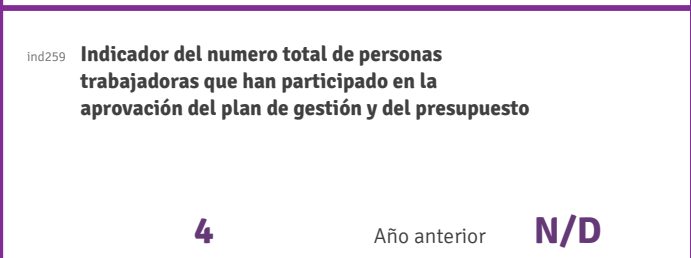 ind259 Indicador del numero total de personas
trabajadoras que han participado en la
aprovación del plan de gestión y del presupuesto
4 Año anterior N/D